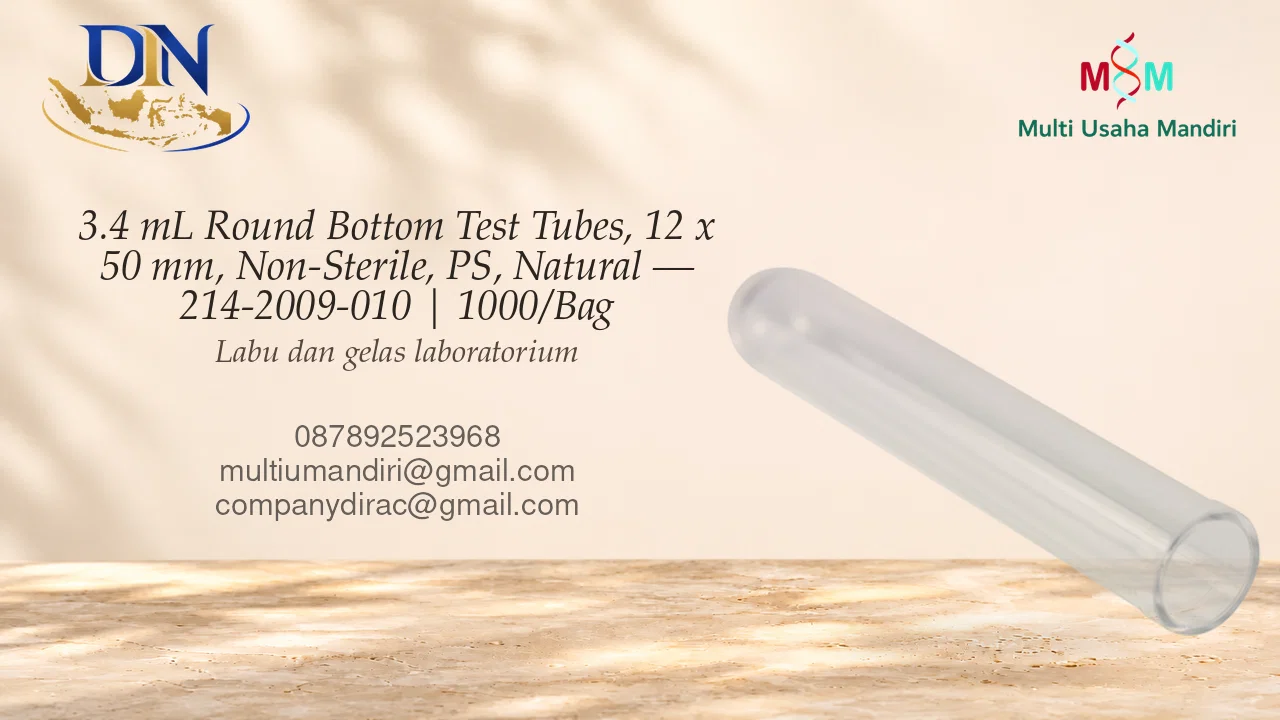 DIN
M M
Multi Usaha Mandiri
3.4 mL Round Bottom Test Tubes, 12 x
50 mm, Non-Sterile, PS, Natural —
214-2009-010 | 1000/Bag
Labu dan gelas laboratorium
087892523968
multiumandiri@gmail.com
companydirac@gmail.com